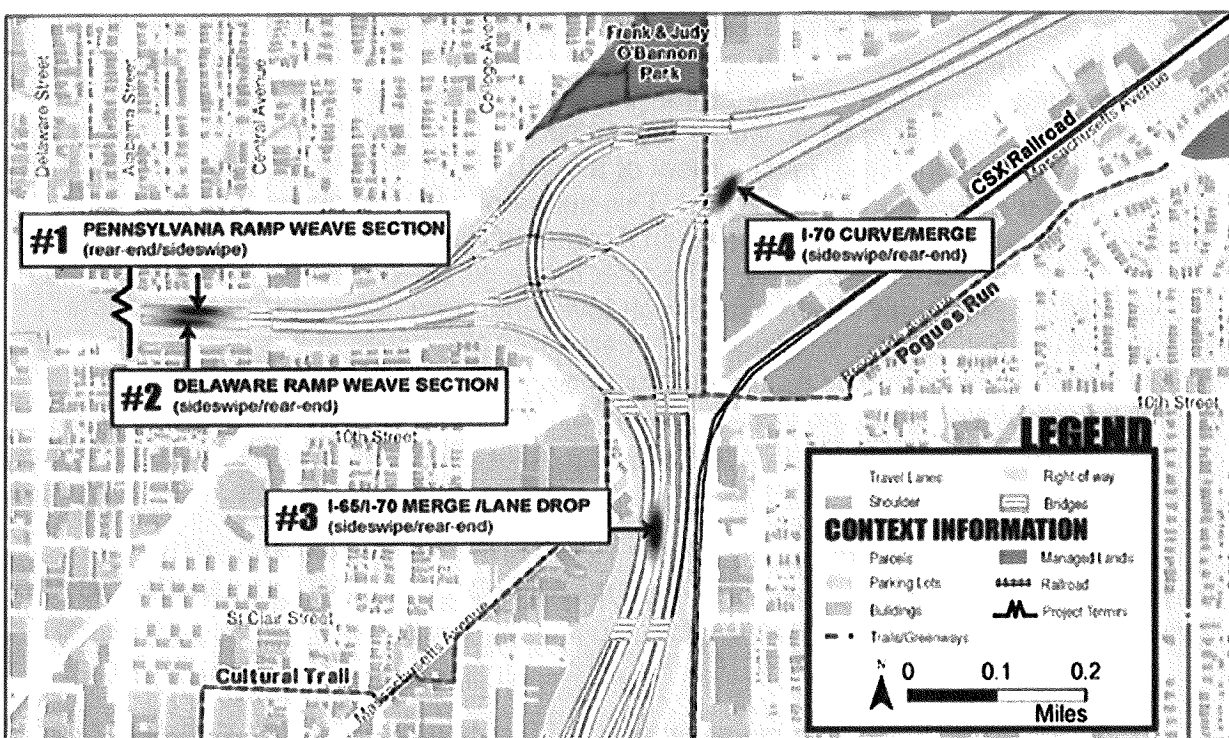 Frank & Judy
O'Bannon
Park
Delaware Street
Alabama Street
Central Avenue
College Ave
CSX Railroad
Massachusetts Avenue
#1 PENNSYLVANIA RAMP WEAVE SECTION
(rear-end/sideswipe)
#4 I-70 CURVE/MERGE
(sideswipe/rear-end)
Pogues Run
#2 DELAWARE RAMP WEAVE SECTION
(sideswipe/rear-end)
10th Street
10th Street
#3 I-65/I-70 MERGE /LANE DROP
(sideswipe/rear-end)
St Clair Street
Massachusetts Avenue
Cultural Trail
LEGEND
Travel Lanes
Right of way
Shoulder
Bridges
CONTEXT INFORMATION
Parcels
Managed Lands
Parking Lots
Railroad
Buildings
Project Termini
Trails/Greenways
N
0 0.1 0.2
Miles